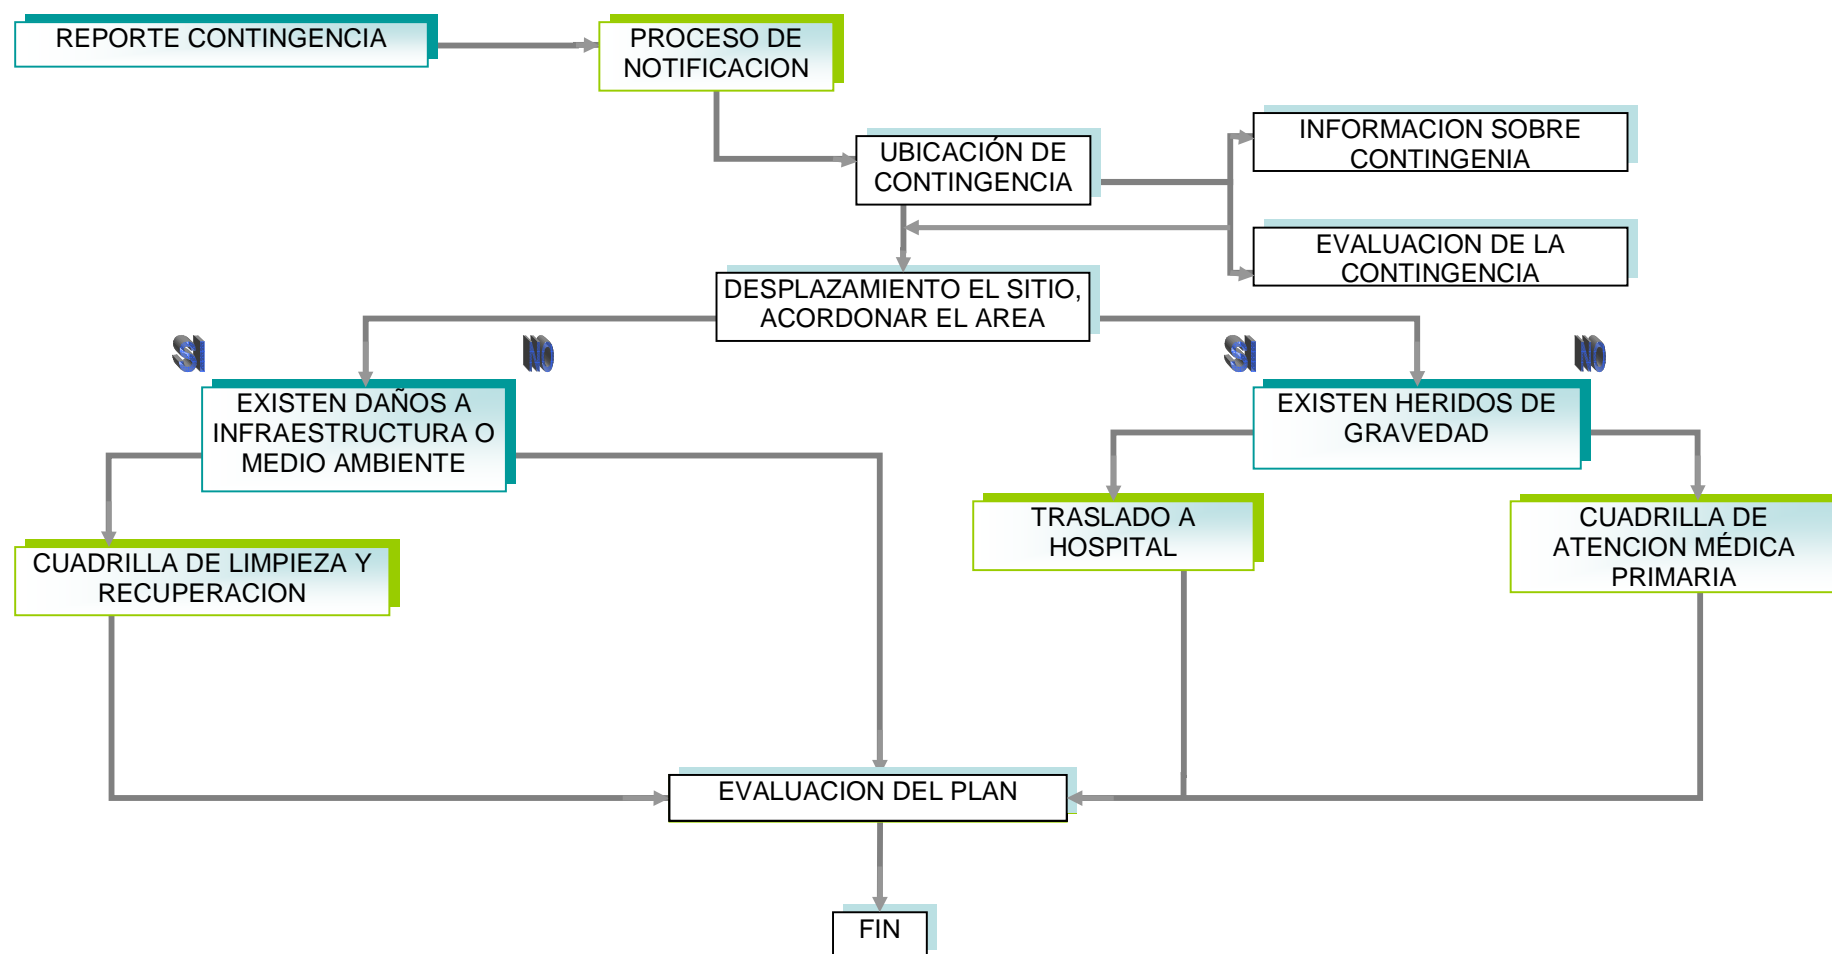 REPORTE CONTINGENCIA
PROCESO DE
NOTIFICACION
UBICACIÓN DE
CONTINGENCIA
INFORMACION SOBRE
CONTINGENIA
EVALUACION DE LA
CONTINGENCIA
DESPLAZAMIENTO EL SITIO,
ACORDONAR EL AREA
SI
NO
SI
NO
EXISTEN DAÑOS A
INFRAESTRUCTURA O
MEDIO AMBIENTE
EXISTEN HERIDOS DE
GRAVEDAD
TRASLADO A
HOSPITAL
CUADRILLA DE
ATENCION MÉDICA
PRIMARIA
CUADRILLA DE LIMPIEZA Y
RECUPERACION
EVALUACION DEL PLAN
FIN